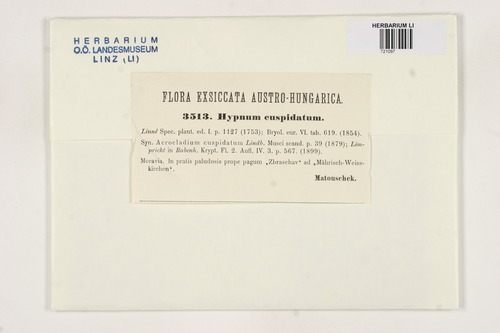 HERBARIUM
O.Ö. LANDESMUSEUM
LINZ (LI)
HERBARIUM LI
721097
FLORA EXSICCATA AUSTRO-HUNGARICA.
3513. Hypnum cuspidatum.
Linné Spec. plant. ed. I. p. 1127 (1753); Bryol. eur. VI. tab. 619. (1854).
Syn. Acrocladium cuspidatum Lindb. Musci scand. p. 39 (1879); Lim-
pricht in Rabenh. Krypt. Fl. 2. Aufl. IV. 3. p. 567. (1899).
Moravia. In pratis paludosis prope pagum „Zbraschav" ad „Mährisch-Weiss-
kirchen".
Matouschek.